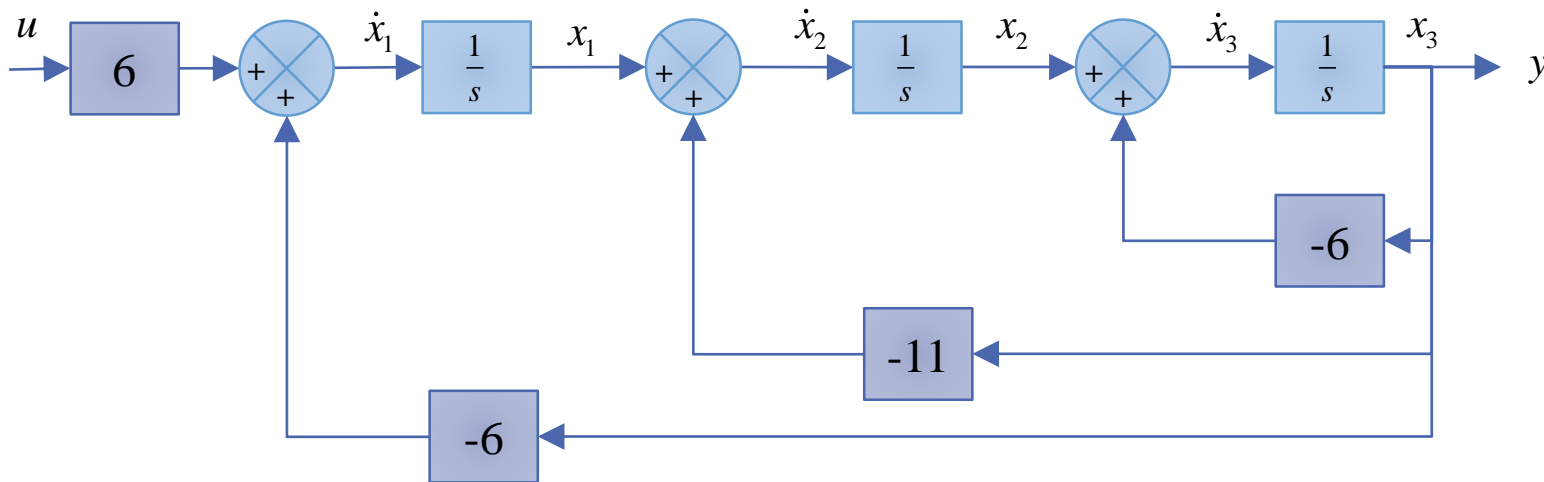 u 6 + + ẋ₁ 1/s x₁ + + ẋ₂ 1/s x₂ + + ẋ₃ 1/s x₃ y
-6
-11
-6